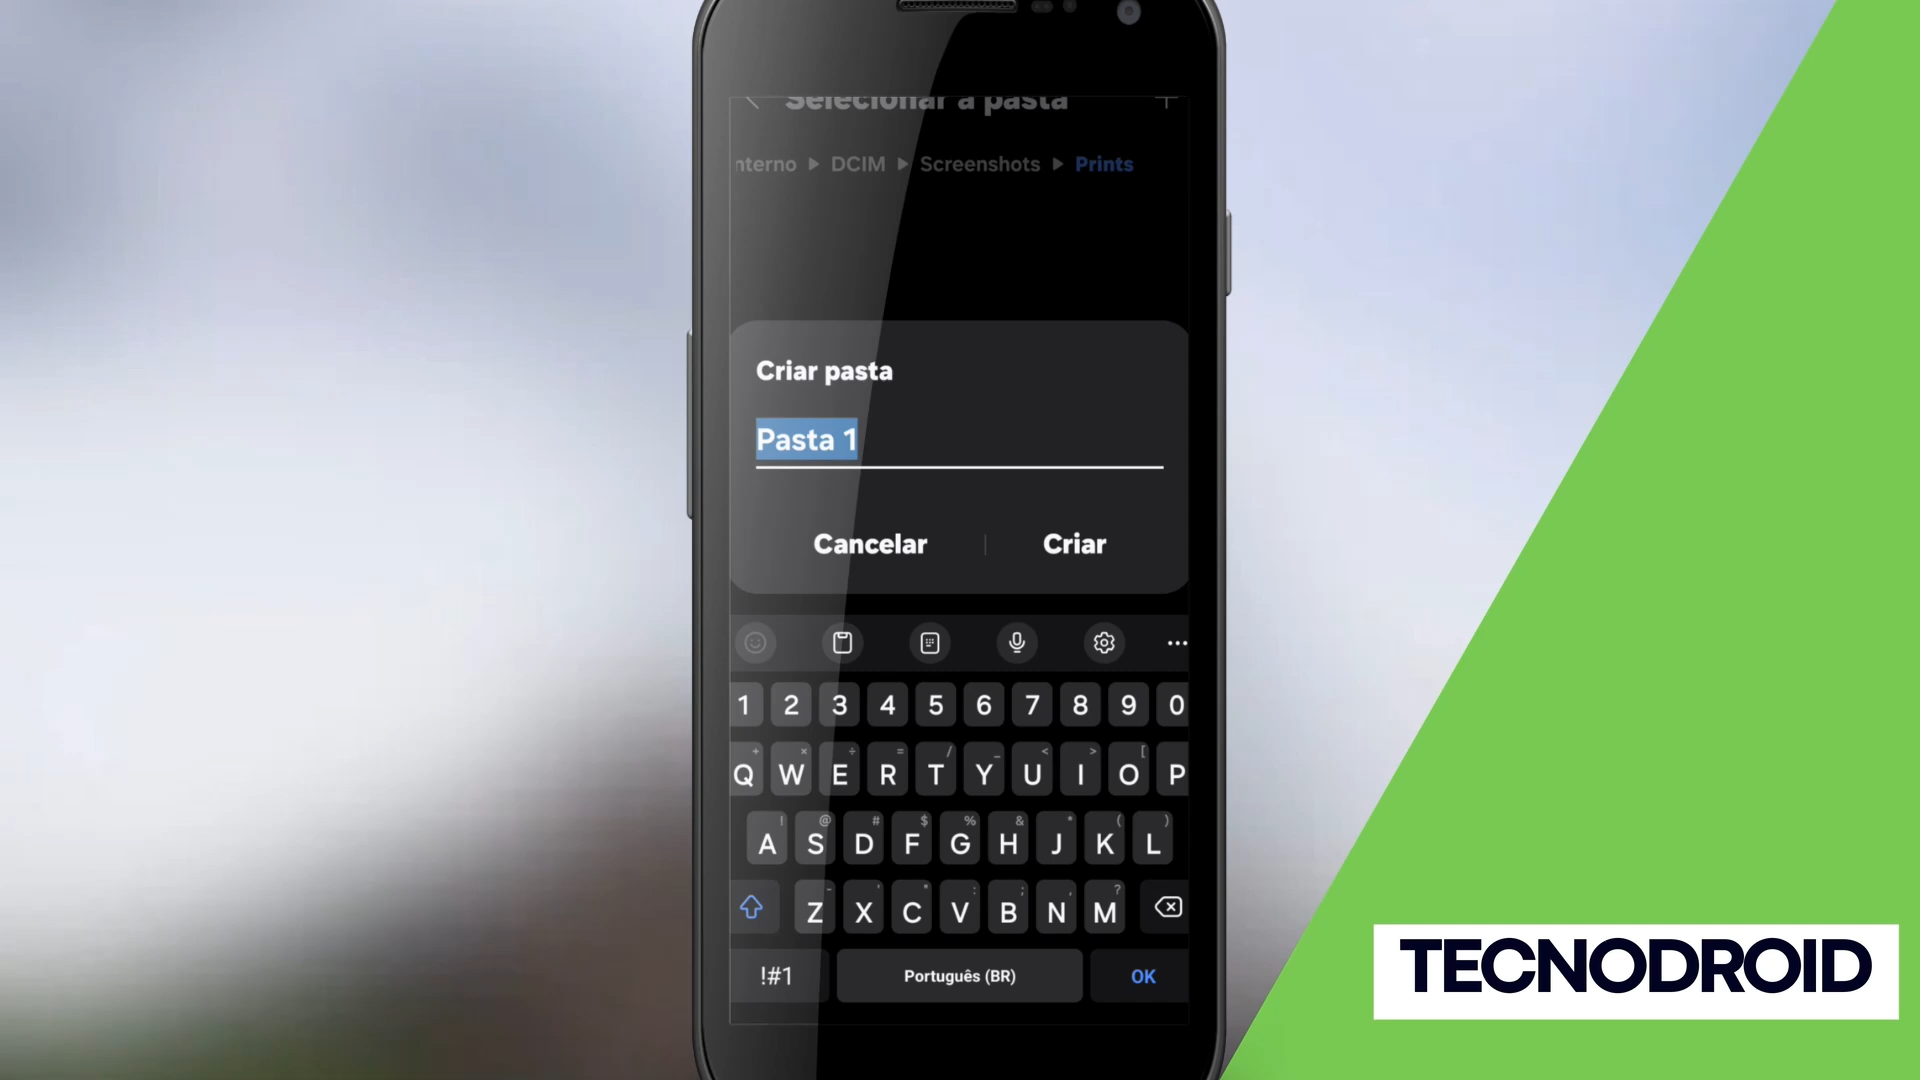 Selecionar a pasta
nterno ▶ DCIM ▶ Screenshots ▶ Prints
Criar pasta
Pasta 1
Cancelar | Criar
1 2 3 4 5 6 7 8 9 0
+ × ÷ = / _ < > [
Q W E R T Y U I O P
! @ # $ % & * ( )
A S D F G H J K L
- ' " : ; , ?
Z X C V B N M
!#1 Português (BR) OK
TECNODROID